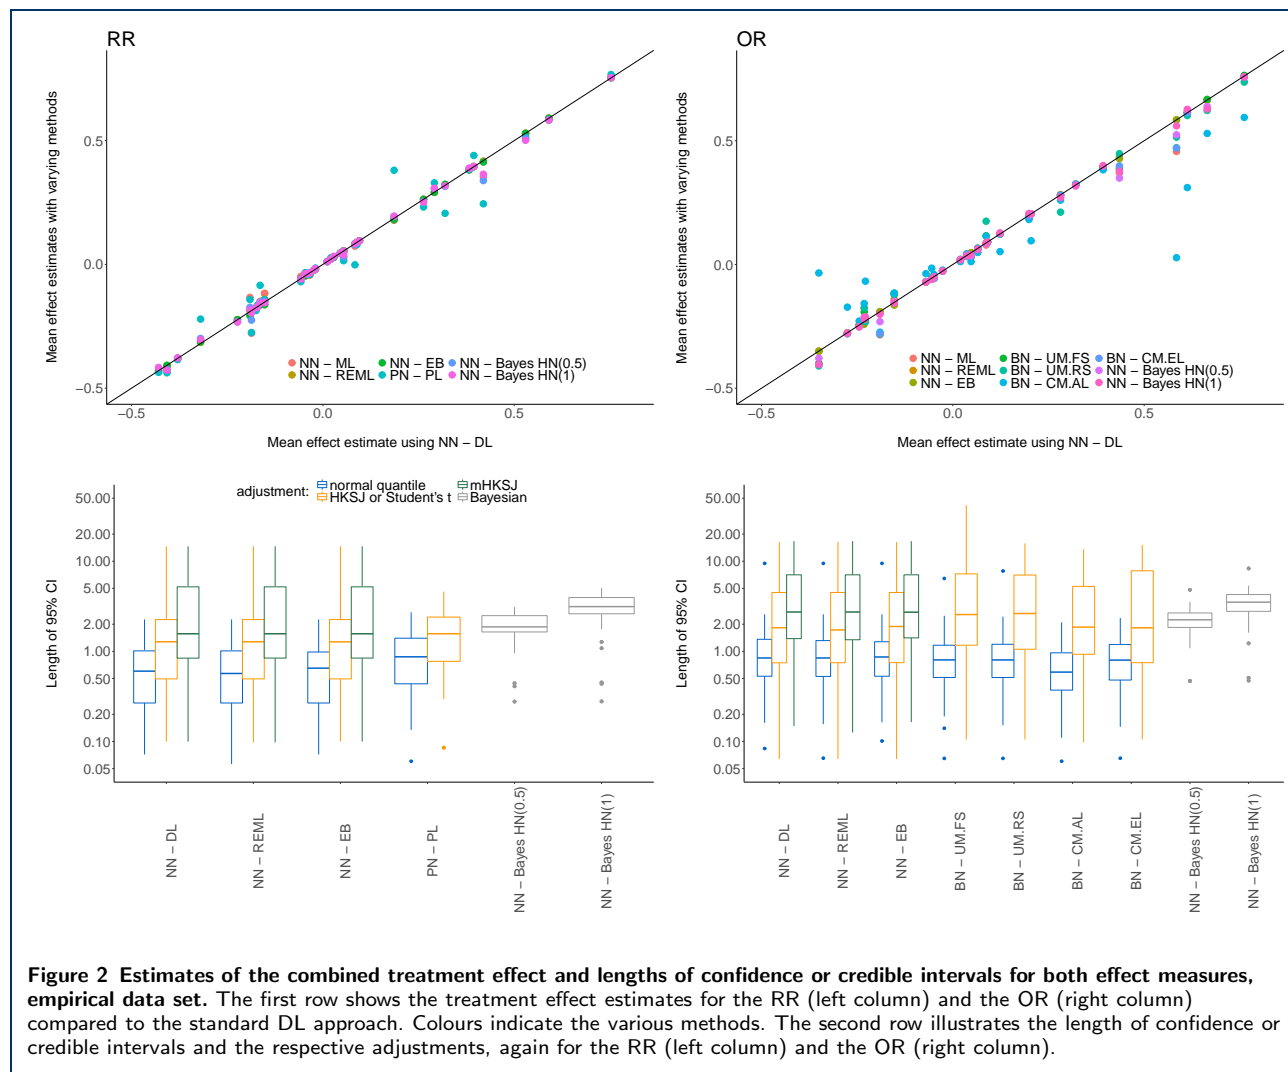 RR
Mean effect estimates with varying methods
0.5
0.0
−0.5
−0.5
0.0
0.5
NN − ML
NN − EB
NN − Bayes HN(0.5)
NN − REML
PN − PL
NN − Bayes HN(1)
Mean effect estimate using NN − DL
OR
Mean effect estimates with varying methods
0.5
0.0
−0.5
−0.5
0.0
0.5
NN − ML
BN − UM.FS
BN − CM.EL
NN − REML
BN − UM.RS
NN − Bayes HN(0.5)
NN − EB
BN − CM.AL
NN − Bayes HN(1)
Mean effect estimate using NN − DL
adjustment:
normal quantile
mHKSJ
HKSJ or Student's t
Bayesian
Length of 95% CI
50.00
20.00
10.00
5.00
2.00
1.00
0.50
0.20
0.10
0.05
NN − DL
NN − REML
NN − EB
PN − PL
NN − Bayes HN(0.5)
NN − Bayes HN(1)
Length of 95% CI
50.00
20.00
10.00
5.00
2.00
1.00
0.50
0.20
0.10
0.05
NN − DL
NN − REML
NN − EB
BN − UM.FS
BN − UM.RS
BN − CM.AL
BN − CM.EL
NN − Bayes HN(0.5)
NN − Bayes HN(1)
Figure 2 Estimates of the combined treatment effect and lengths of confidence or credible intervals for both effect measures,
empirical data set. The first row shows the treatment effect estimates for the RR (left column) and the OR (right column)
compared to the standard DL approach. Colours indicate the various methods. The second row illustrates the length of confidence or
credible intervals and the respective adjustments, again for the RR (left column) and the OR (right column).